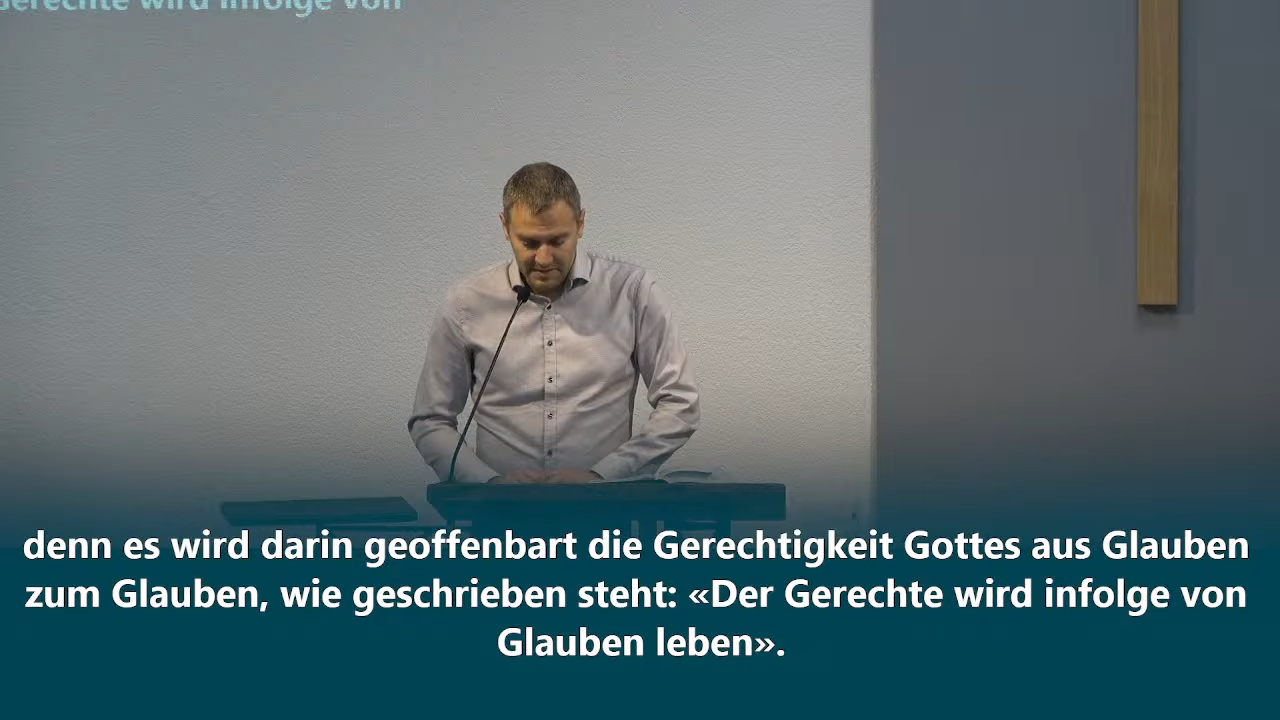 Gerechte wird infolge von
denn es wird darin geoffenbart die Gerechtigkeit Gottes aus Glauben
zum Glauben, wie geschrieben steht: «Der Gerechte wird infolge von
Glauben leben».